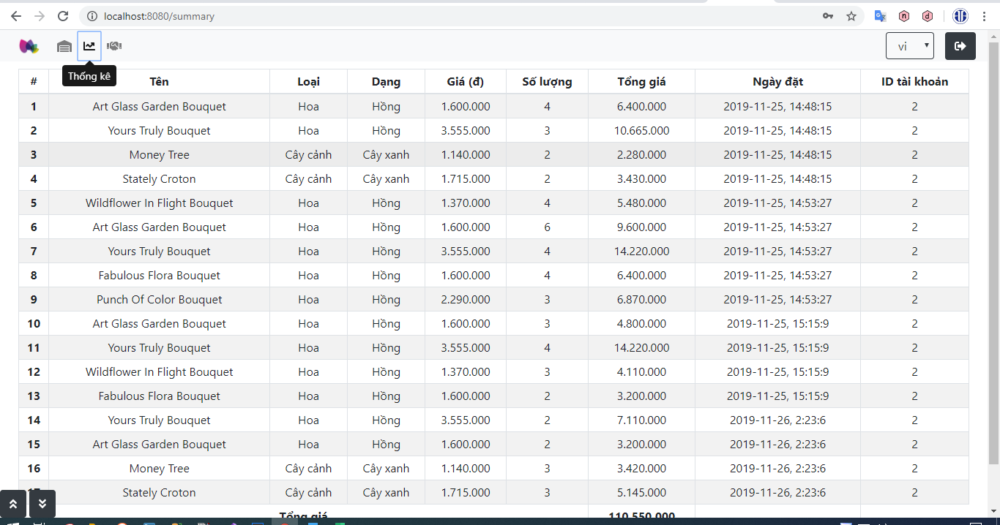 localhost:8080/summary
n
d
vi
Thống kê
# Tên Loại Dạng Giá (đ) Số lượng Tổng giá Ngày đặt ID tài khoản
1 Art Glass Garden Bouquet Hoa Hồng 1.600.000 4 6.400.000 2019-11-25, 14:48:15 2
2 Yours Truly Bouquet Hoa Hồng 3.555.000 3 10.665.000 2019-11-25, 14:48:15 2
3 Money Tree Cây cảnh Cây xanh 1.140.000 2 2.280.000 2019-11-25, 14:48:15 2
4 Stately Croton Cây cảnh Cây xanh 1.715.000 2 3.430.000 2019-11-25, 14:48:15 2
5 Wildflower In Flight Bouquet Hoa Hồng 1.370.000 4 5.480.000 2019-11-25, 14:53:27 2
6 Art Glass Garden Bouquet Hoa Hồng 1.600.000 6 9.600.000 2019-11-25, 14:53:27 2
7 Yours Truly Bouquet Hoa Hồng 3.555.000 4 14.220.000 2019-11-25, 14:53:27 2
8 Fabulous Flora Bouquet Hoa Hồng 1.600.000 4 6.400.000 2019-11-25, 14:53:27 2
9 Punch Of Color Bouquet Hoa Hồng 2.290.000 3 6.870.000 2019-11-25, 14:53:27 2
10 Art Glass Garden Bouquet Hoa Hồng 1.600.000 3 4.800.000 2019-11-25, 15:15:9 2
11 Yours Truly Bouquet Hoa Hồng 3.555.000 4 14.220.000 2019-11-25, 15:15:9 2
12 Wildflower In Flight Bouquet Hoa Hồng 1.370.000 3 4.110.000 2019-11-25, 15:15:9 2
13 Fabulous Flora Bouquet Hoa Hồng 1.600.000 2 3.200.000 2019-11-25, 15:15:9 2
14 Yours Truly Bouquet Hoa Hồng 3.555.000 2 7.110.000 2019-11-26, 2:23:6 2
15 Art Glass Garden Bouquet Hoa Hồng 1.600.000 2 3.200.000 2019-11-26, 2:23:6 2
16 Money Tree Cây cảnh Cây xanh 1.140.000 3 3.420.000 2019-11-26, 2:23:6 2
17 Stately Croton Cây cảnh Cây xanh 1.715.000 3 5.145.000 2019-11-26, 2:23:6 2
Tổng giá 110.550.000